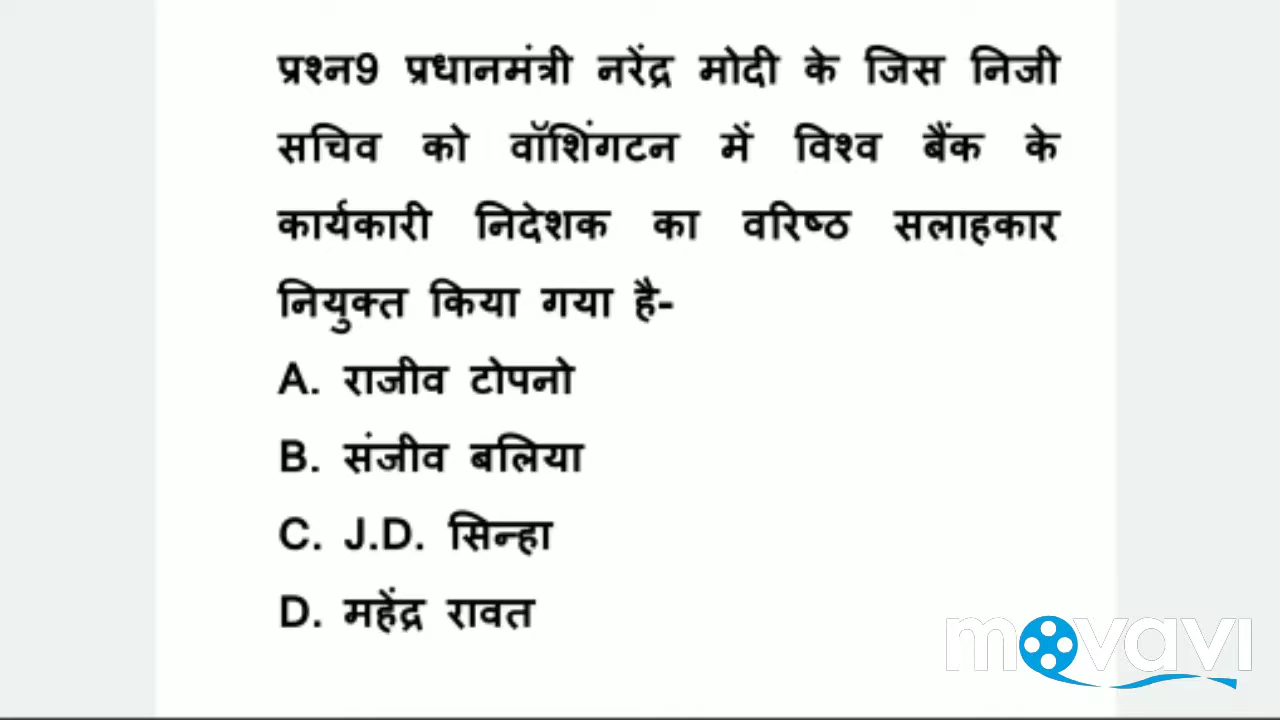 प्रश्न9 प्रधानमंत्री नरेंद्र मोदी के जिस निजी
सचिव को वॉशिंगटन में विश्व बैंक के
कार्यकारी निदेशक का वरिष्ठ सलाहकार
नियुक्त किया गया है-
A. राजीव टोपनो
B. संजीव बलिया
C. J.D. सिन्हा
D. महेंद्र रावत
movavi